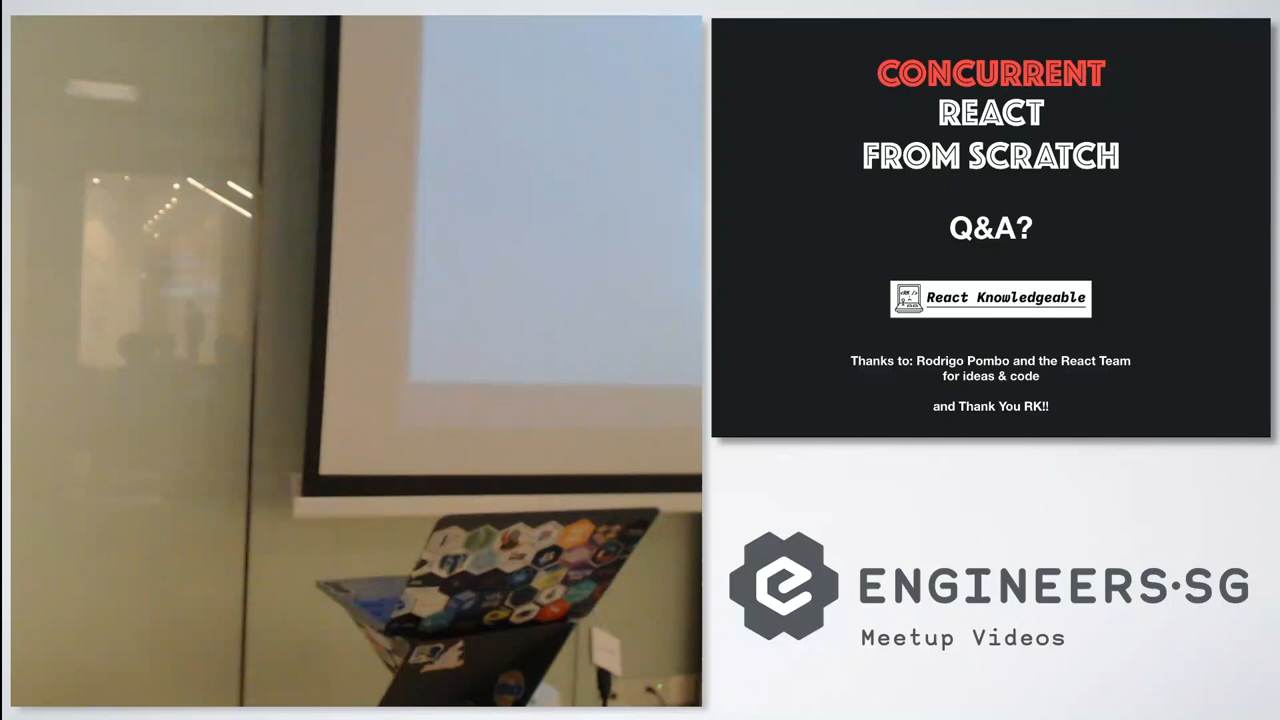 CONCURRENT
REACT
FROM SCRATCH
Q&A?
<RK />
React Knowledgeable
Thanks to: Rodrigo Pombo and the React Team
for ideas & code
and Thank You RK!!
ENGINEERS·SG
Meetup Videos